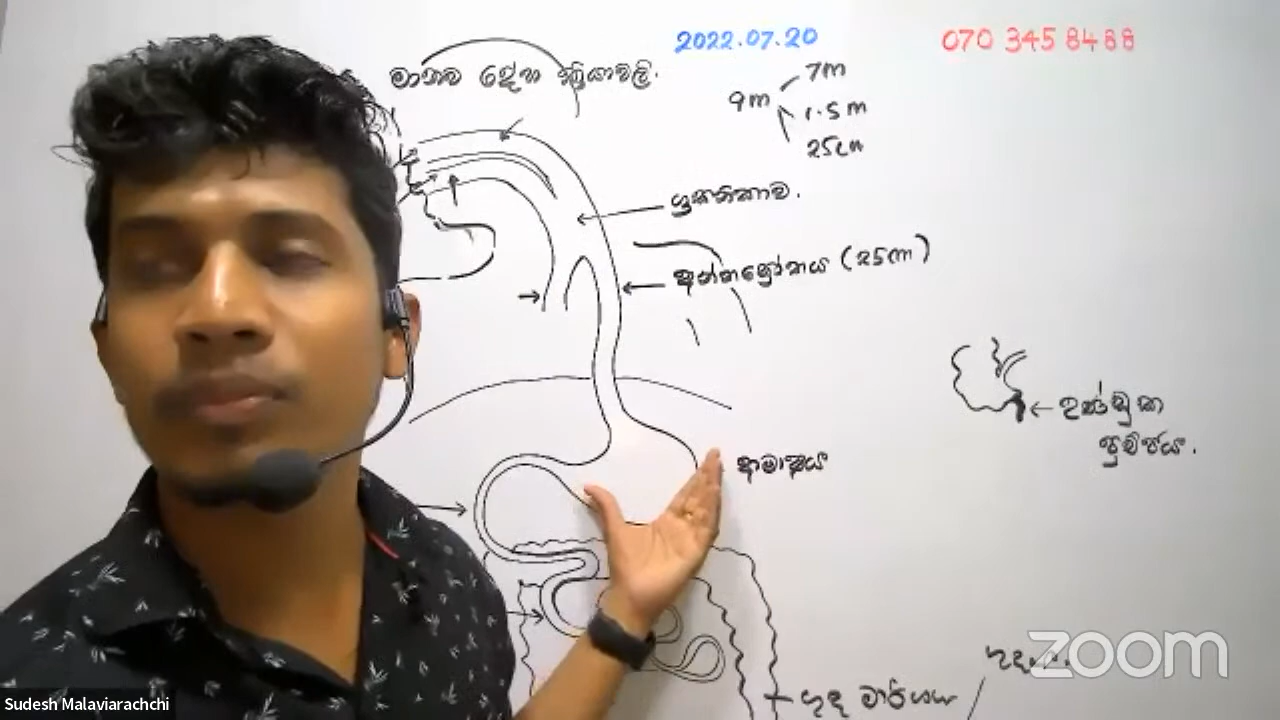 2022.07.20
070 345 8488
මානව දේහ ක්‍රියාවලි.
7m
9m
1.5m
25cm
ග්‍රසනිකාව.
අන්නස්‍රෝතය (25cm)
උණ්ඩුක
පුච්ඡය.
ආමාශය
ගුද මාර්ගය
zoom
Sudesh Malaviarachchi